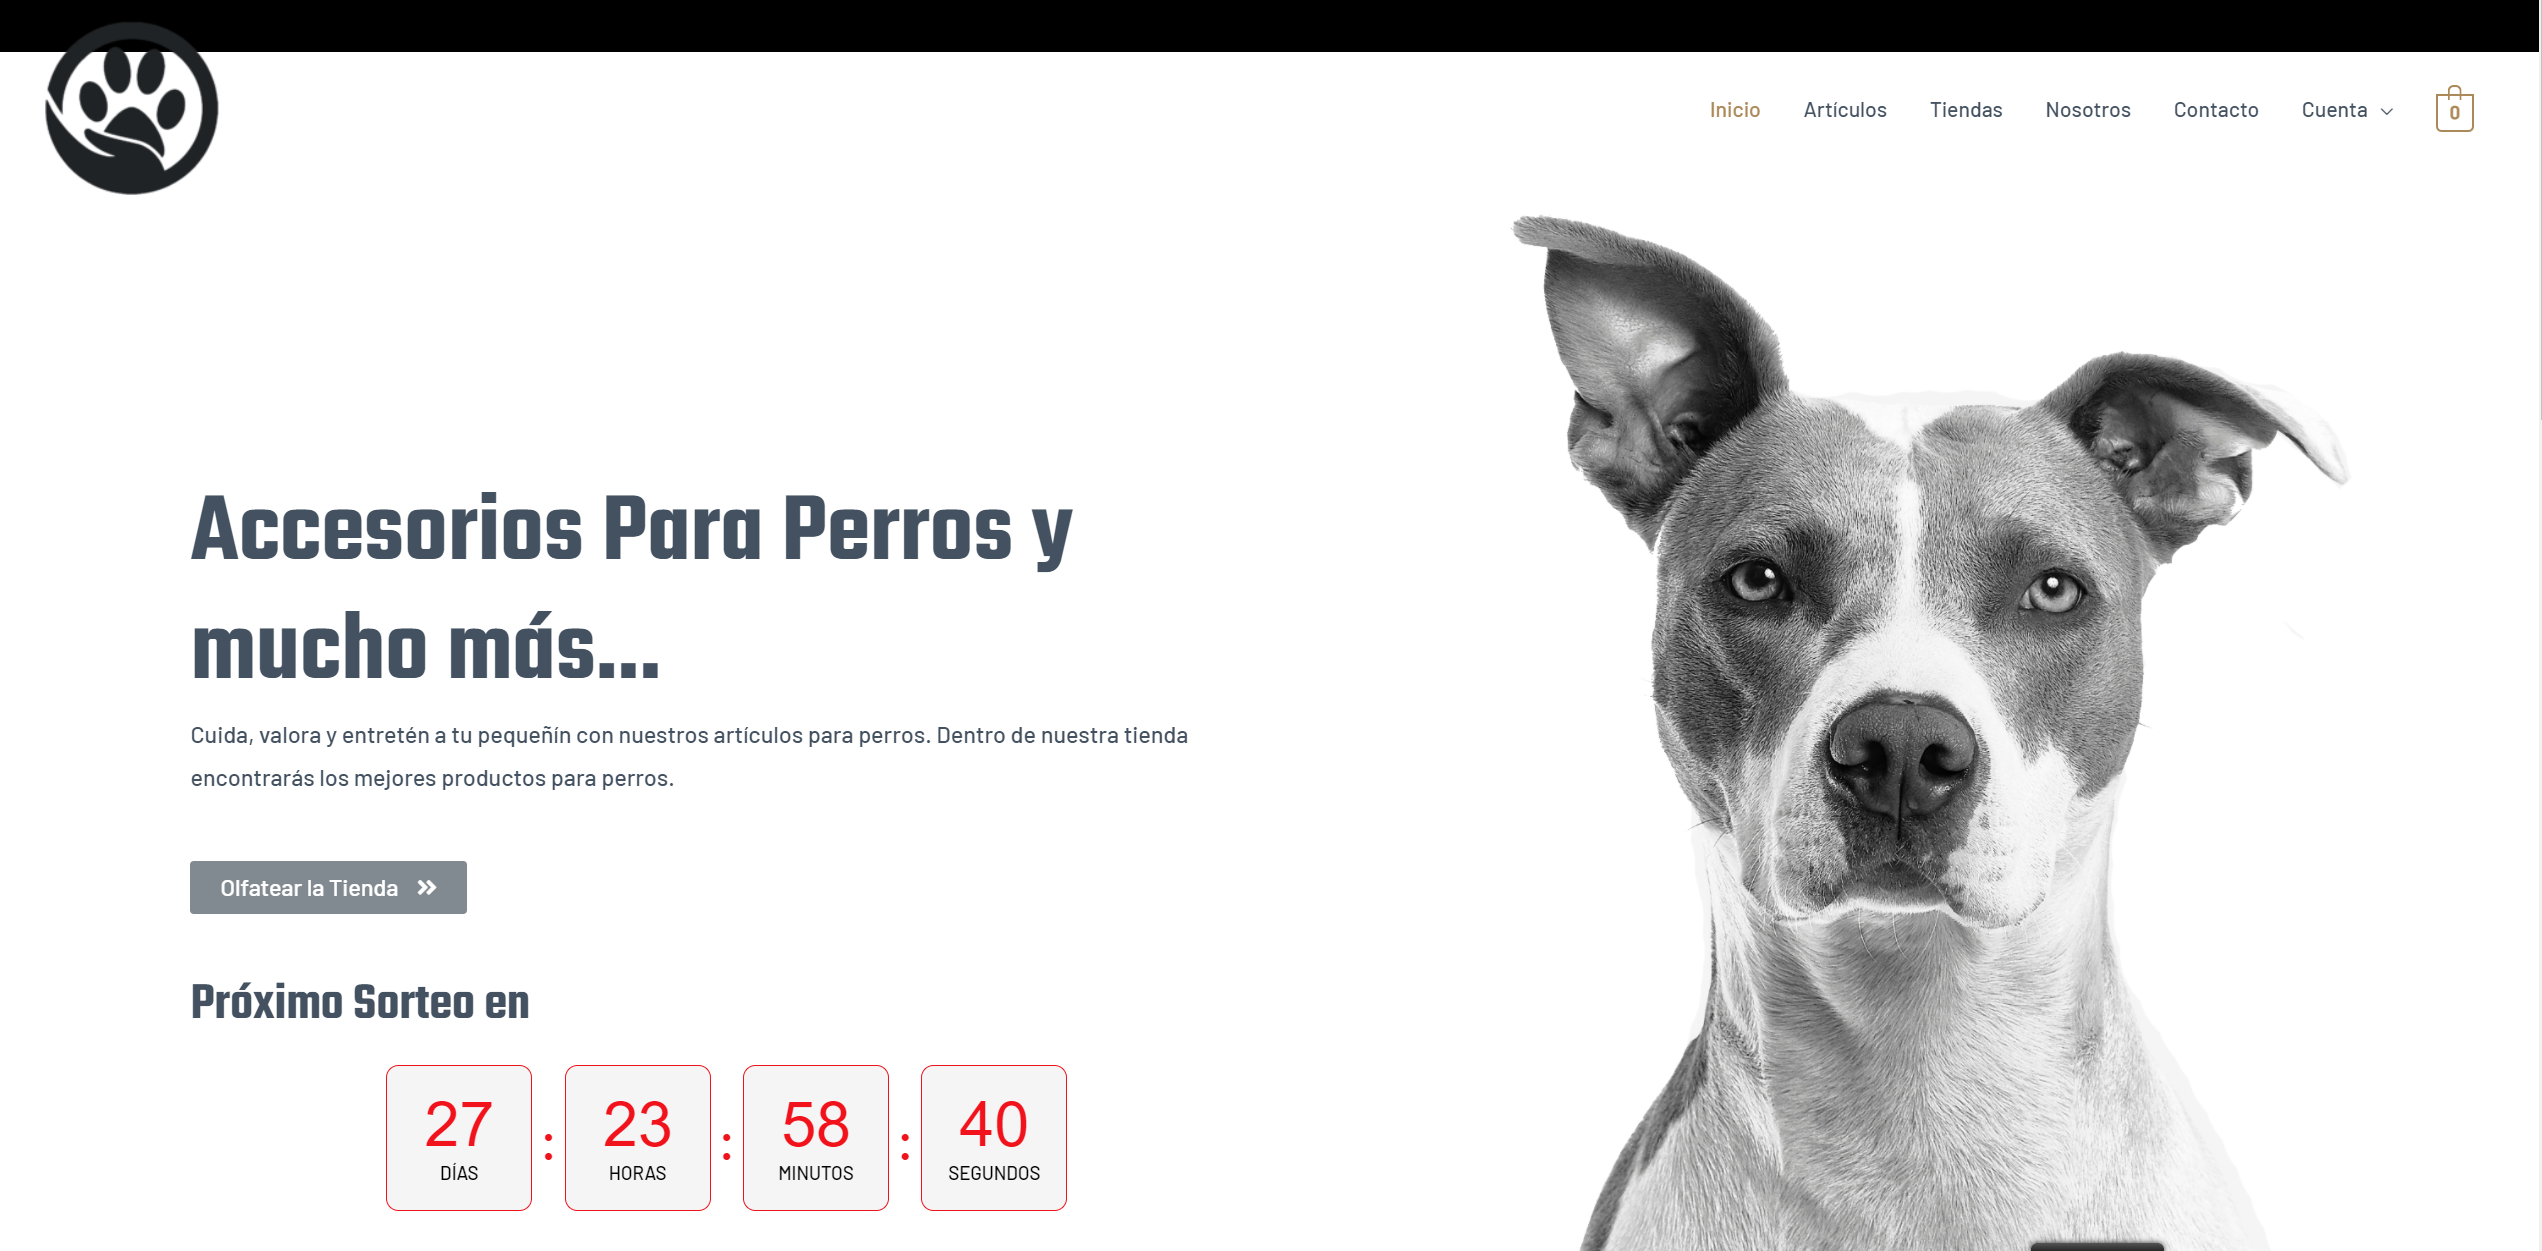 Inicio Artículos Tiendas Nosotros Contacto Cuenta 0
Accesorios Para Perros y
mucho más...
Cuida, valora y entretén a tu pequeñín con nuestros artículos para perros. Dentro de nuestra tienda
encontrarás los mejores productos para perros.
Olfatear la Tienda
Próximo Sorteo en
27 : 23 : 58 : 40
DÍAS HORAS MINUTOS SEGUNDOS